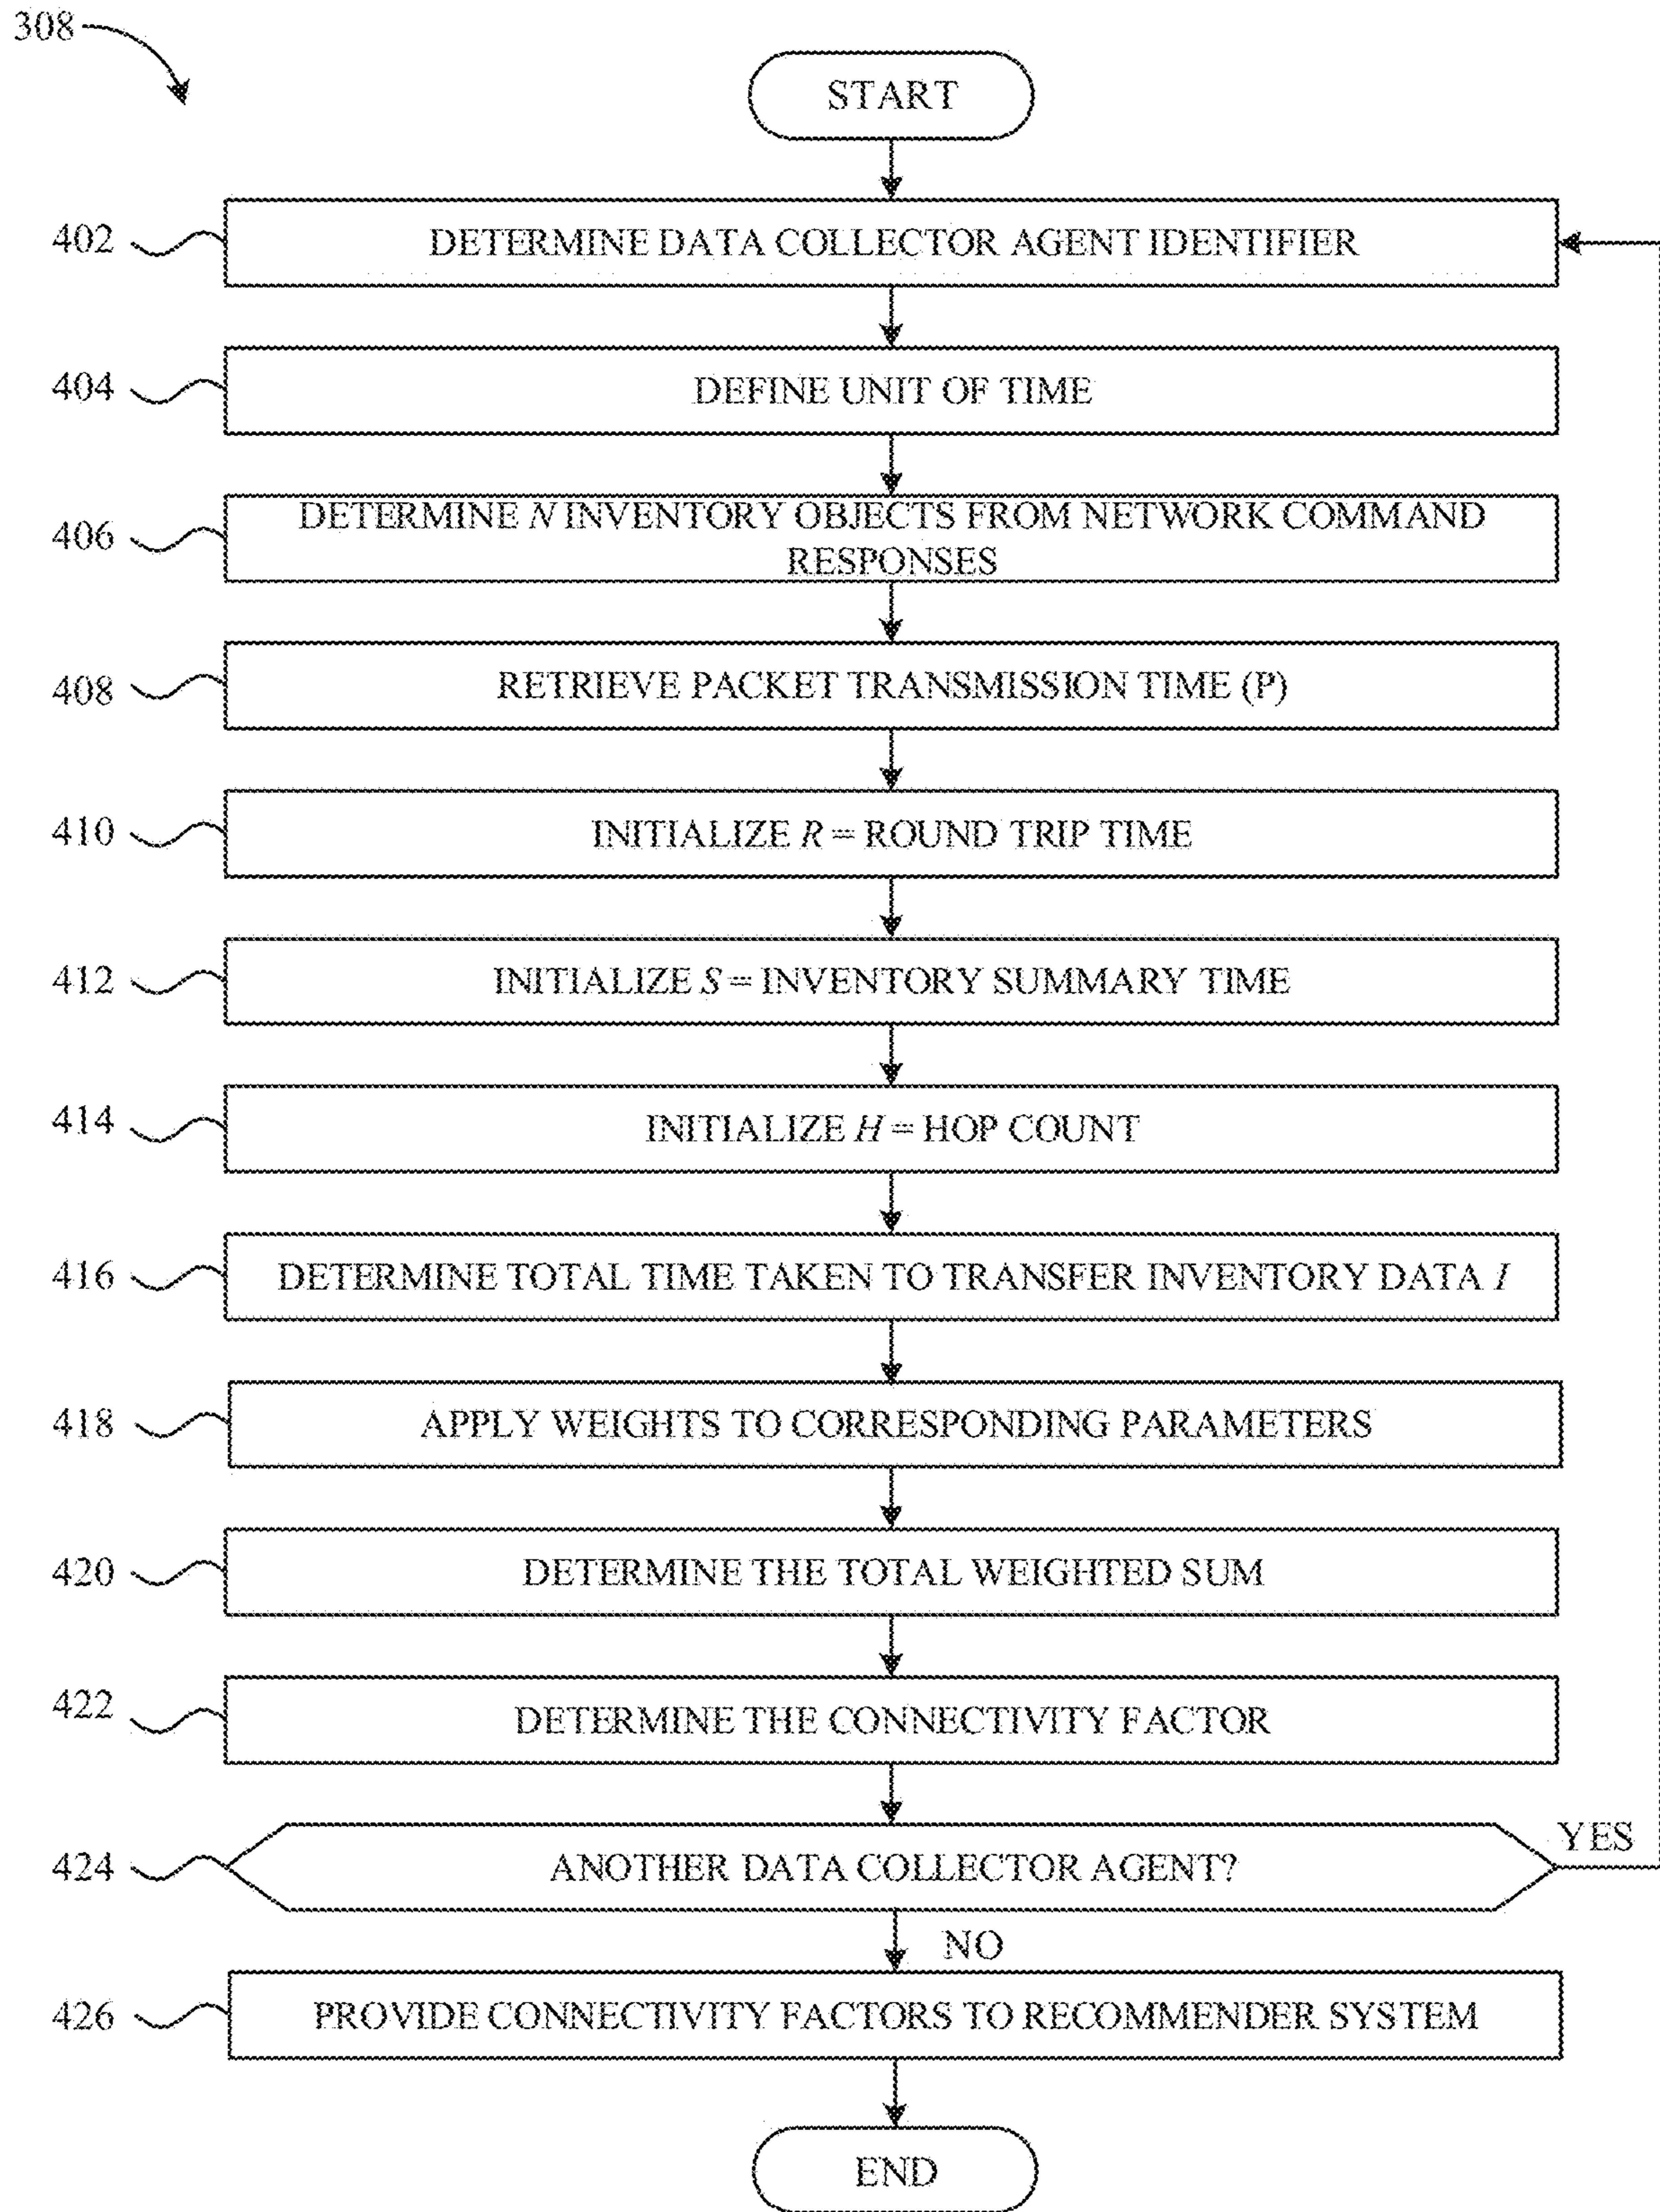 308
START
402 DETERMINE DATA COLLECTOR AGENT IDENTIFIER
404 DEFINE UNIT OF TIME
406 DETERMINE N INVENTORY OBJECTS FROM NETWORK COMMAND
RESPONSES
408 RETRIEVE PACKET TRANSMISSION TIME (P)
410 INITIALIZE R = ROUND TRIP TIME
412 INITIALIZE S = INVENTORY SUMMARY TIME
414 INITIALIZE H = HOP COUNT
416 DETERMINE TOTAL TIME TAKEN TO TRANSFER INVENTORY DATA I
418 APPLY WEIGHTS TO CORRESPONDING PARAMETERS
420 DETERMINE THE TOTAL WEIGHTED SUM
422 DETERMINE THE CONNECTIVITY FACTOR
YES
424 ANOTHER DATA COLLECTOR AGENT?
NO
426 PROVIDE CONNECTIVITY FACTORS TO RECOMMENDER SYSTEM
END